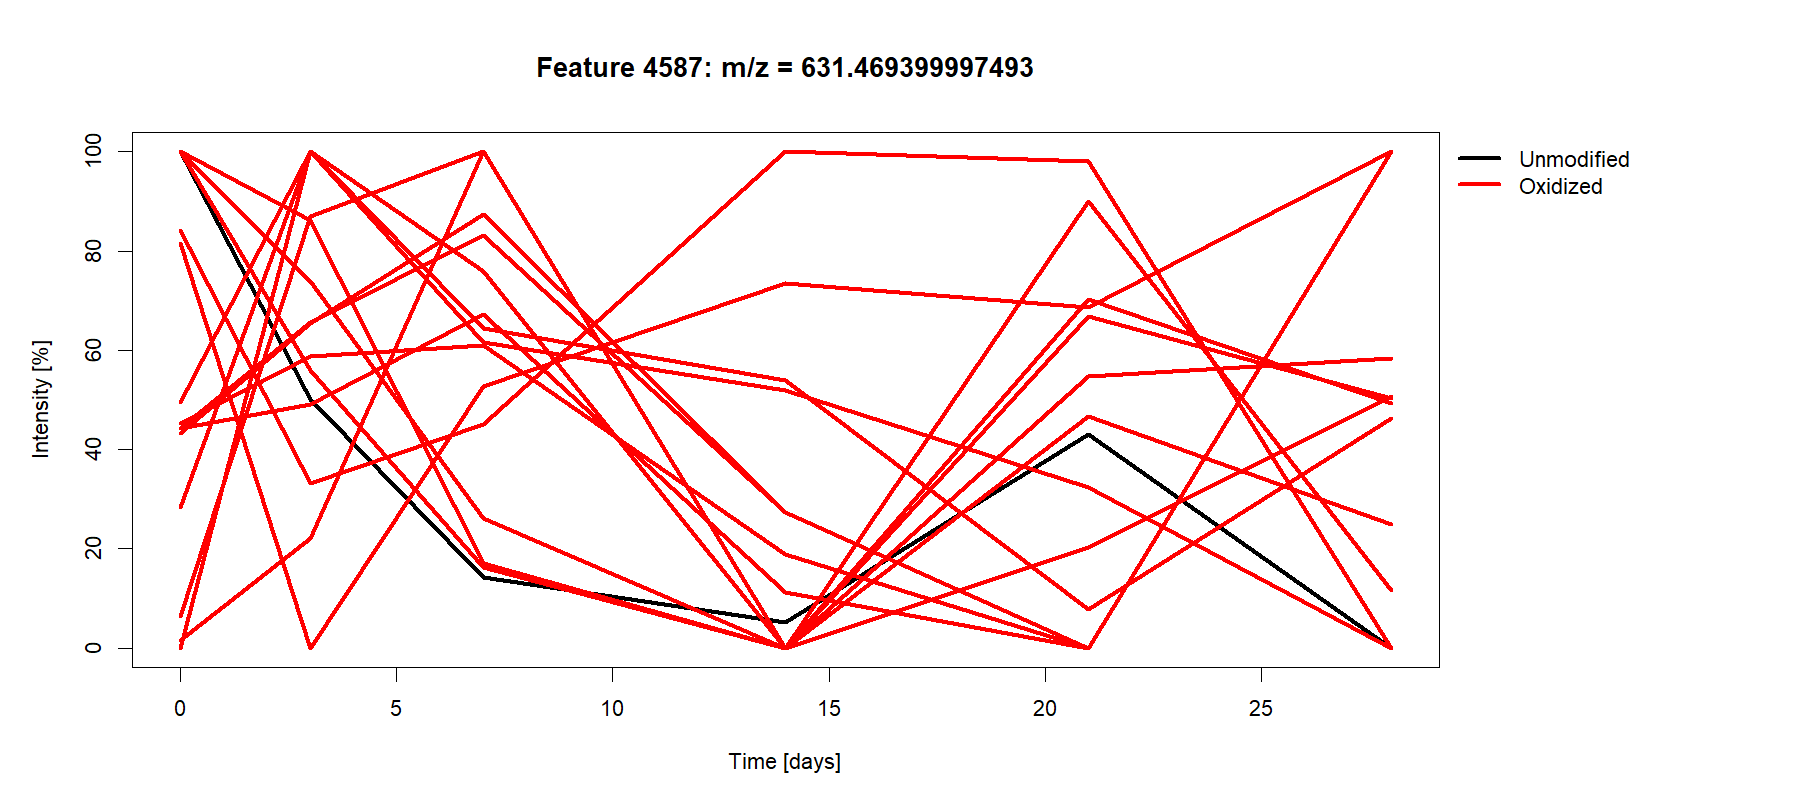 Feature 4587: m/z = 631.469399997493
Unmodified
Oxidized
Intensity [%]
100
80
60
40
20
0
0 5 10 15 20 25
Time [days]